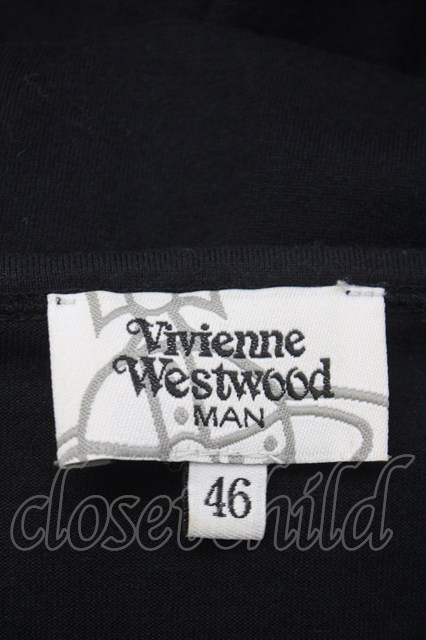 Vivienne
Westwood
MAN
46
closet child